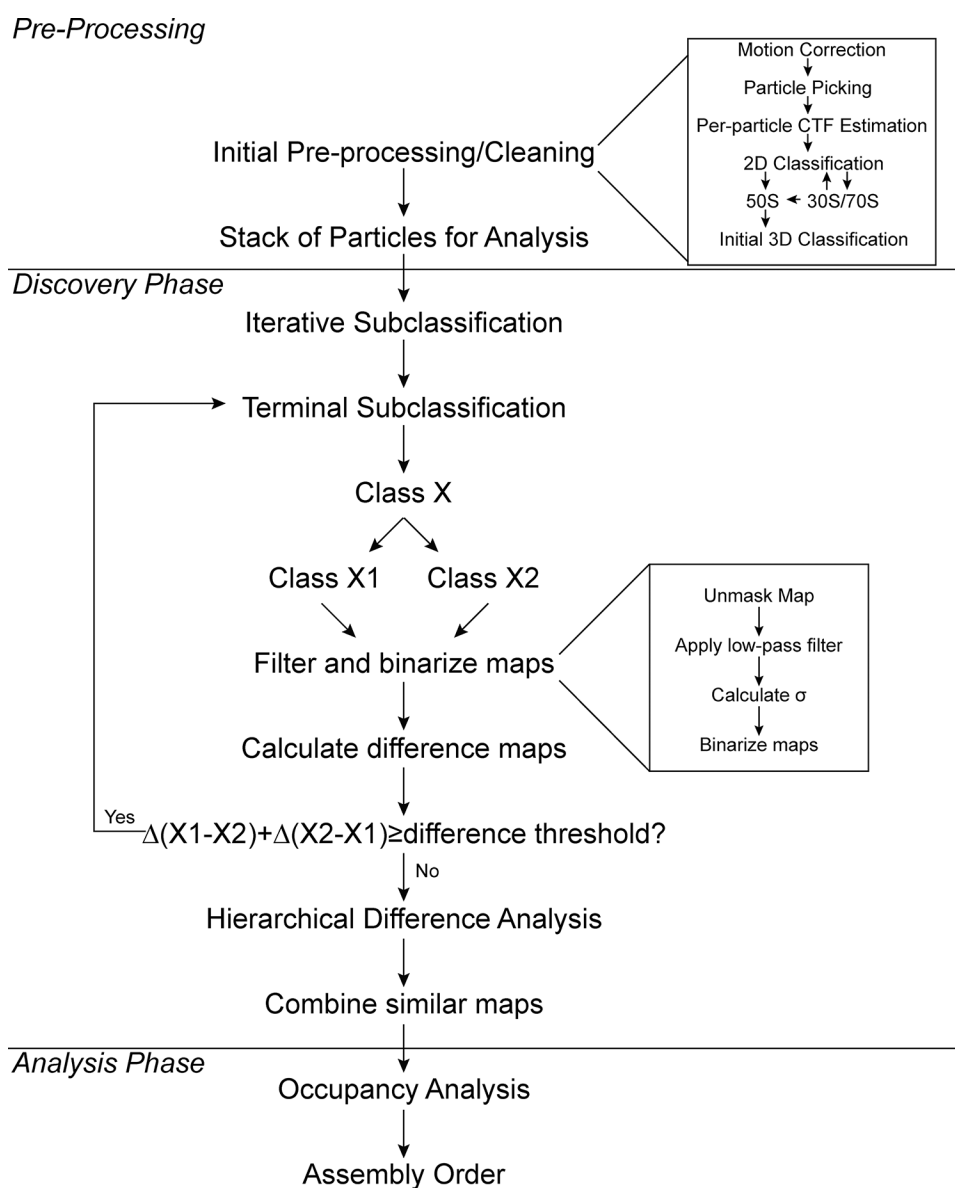 Pre-Processing
Motion Correction
Particle Picking
Per-particle CTF Estimation
2D Classification
50S 30S/70S
Initial 3D Classification
Initial Pre-processing/Cleaning
Stack of Particles for Analysis
Discovery Phase
Iterative Subclassification
Terminal Subclassification
Class X
Class X1 Class X2
Filter and binarize maps
Unmask Map
Apply low-pass filter
Calculate σ
Binarize maps
Calculate difference maps
Yes
Δ(X1-X2)+Δ(X2-X1)≥difference threshold?
No
Hierarchical Difference Analysis
Combine similar maps
Analysis Phase
Occupancy Analysis
Assembly Order